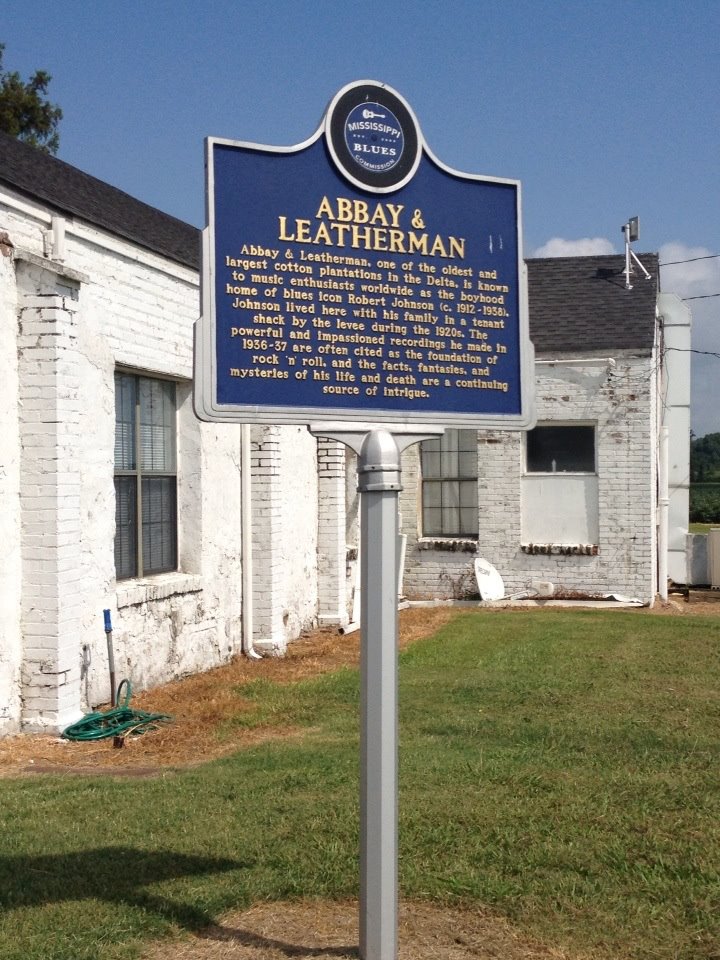 MISSISSIPPI
BLUES
COMMISSION
ABBAY &
LEATHERMAN
Abbay & Leatherman, one of the oldest and
largest cotton plantations in the Delta, is known
to music enthusiasts worldwide as the boyhood
home of blues icon Robert Johnson (c. 1912-1938).
Johnson lived here with his family in a tenant
shack by the levee during the 1920s. The
powerful and impassioned recordings he made in
1936-37 are often cited as the foundation of
rock 'n' roll, and the facts, fantasies, and
mysteries of his life and death are a continuing
source of intrigue.